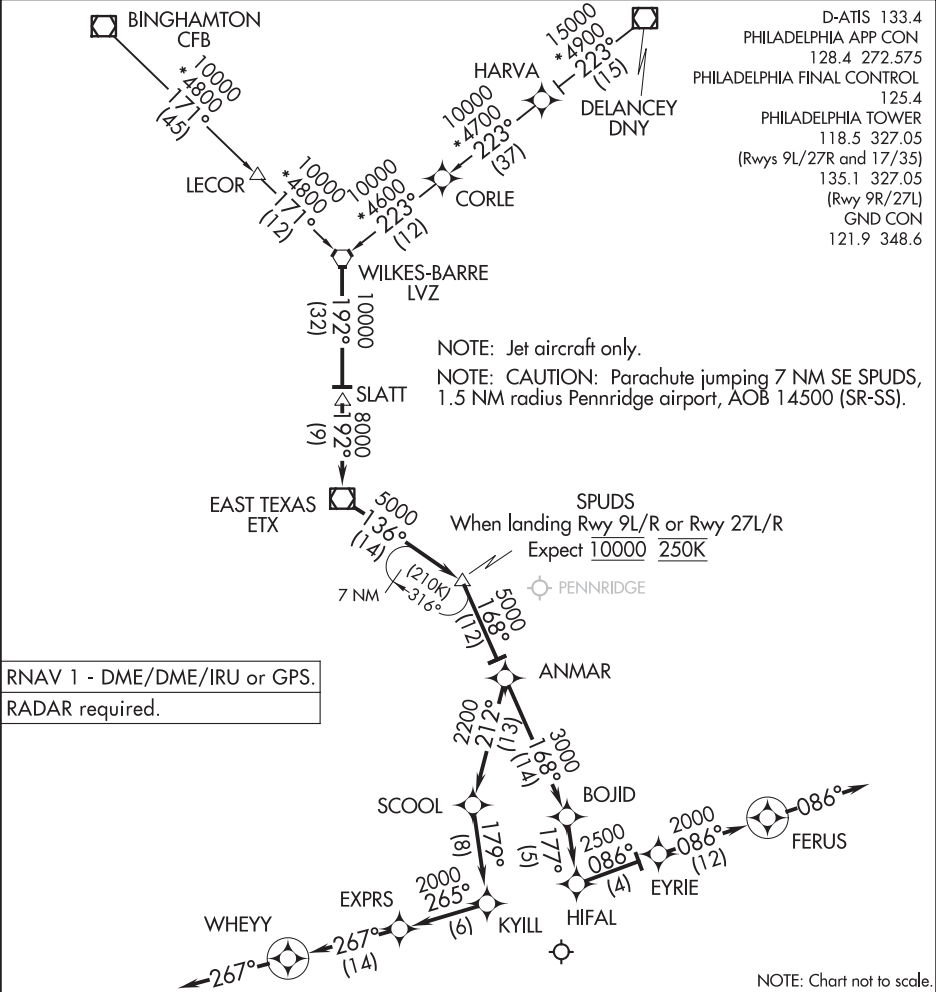 BINGHAMTON
CFB
10000
*4800
171°
(45)
LECOR
10000
*4800
171°
(12)
15000
*4900
223°
(15)
HARVA
DELANCEY
DNY
10000
*4700
223°
(37)
CORLE
10000
*4600
223°
(12)
D-ATIS 133.4
PHILADELPHIA APP CON
128.4 272.575
PHILADELPHIA FINAL CONTROL
125.4
PHILADELPHIA TOWER
118.5 327.05
(Rwys 9L/27R and 17/35)
135.1 327.05
(Rwy 9R/27L)
GND CON
121.9 348.6
WILKES-BARRE
LVZ
10000
192°
(32)
NOTE: Jet aircraft only.
NOTE: CAUTION: Parachute jumping 7 NM SE SPUDS,
1.5 NM radius Pennridge airport, AOB 14500 (SR-SS).
SLATT
8000
192°
(9)
EAST TEXAS
ETX
5000
136°
(14)
SPUDS
When landing Rwy 9L/R or Rwy 27L/R
Expect 10000 250K
PENNRIDGE
7 NM
(210K)
316°
5000
168°
(12)
RNAV 1 - DME/DME/IRU or GPS.
RADAR required.
ANMAR
2200
212°
(13)
3000
168°
(14)
SCOOL
BOJID
179°
(8)
177°
(5)
2500
086°
(4)
EYRIE
2000
086°
(12)
FERUS
086°
HIFAL
KYILL
2000
265°
(6)
EXPRS
267°
(14)
WHEYY
267°
NOTE: Chart not to scale.